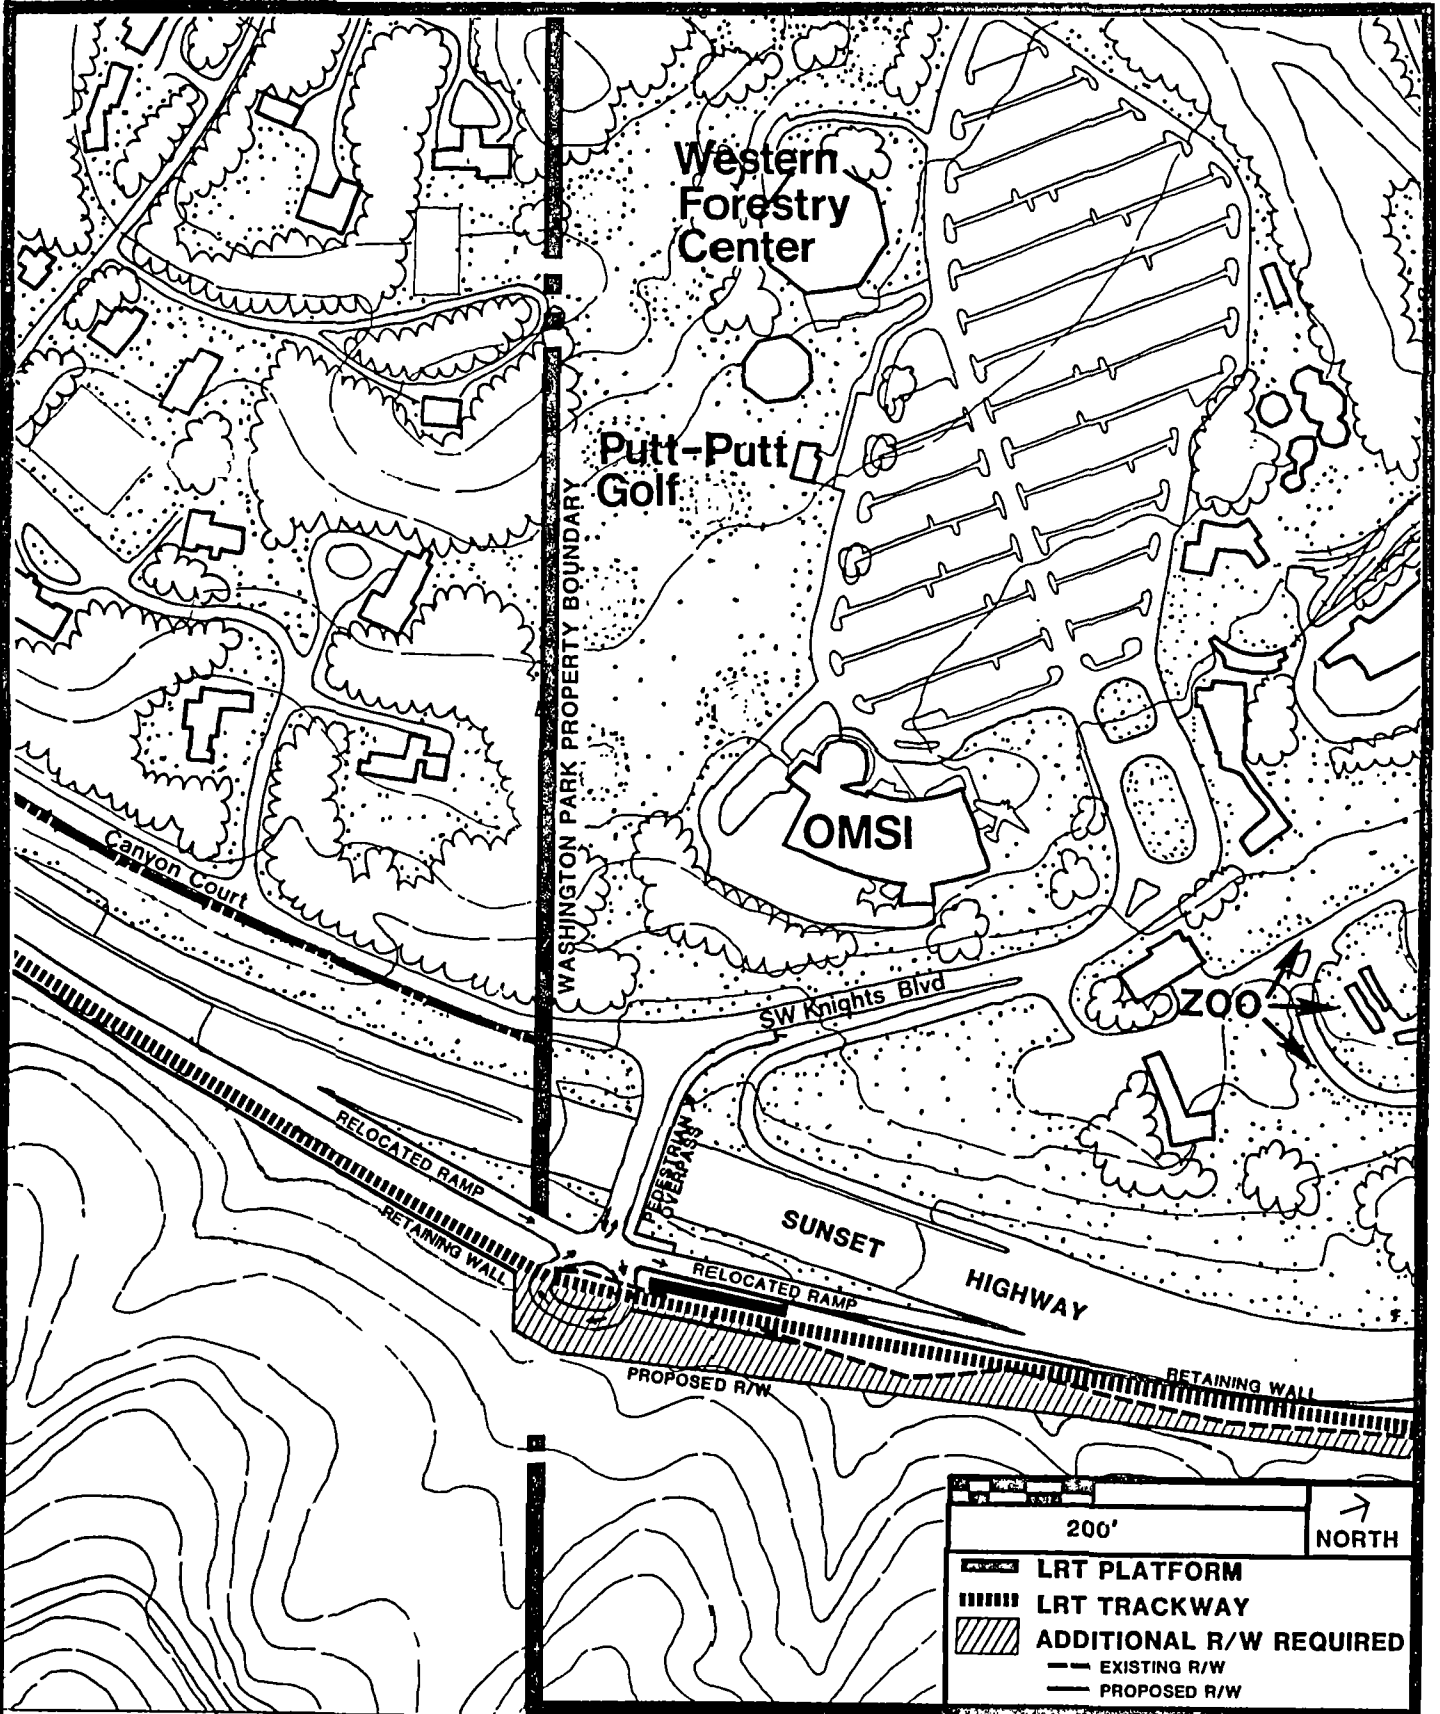 Western
Forestry
Center
Putt-Putt
Golf
WASHINGTON PARK PROPERTY BOUNDARY
OMSI
Canyon Court
SW Knights Blvd
ZOO
PEDESTRIAN
OVERPASS
RELOCATED RAMP
RETAINING WALL
SUNSET
HIGHWAY
RELOCATED RAMP
PROPOSED R/W
RETAINING WALL
200'
NORTH
LRT PLATFORM
LRT TRACKWAY
ADDITIONAL R/W REQUIRED
EXISTING R/W
PROPOSED R/W